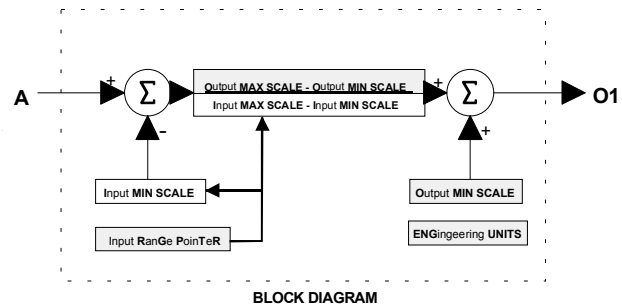 +
A
Σ
-
Output MAX SCALE - Output MIN SCALE
Input MAX SCALE - Input MIN SCALE
+
Σ
+
O1
Input MIN SCALE
Output MIN SCALE
Input RanGe PoinTeR
ENGingeering UNITS
BLOCK DIAGRAM